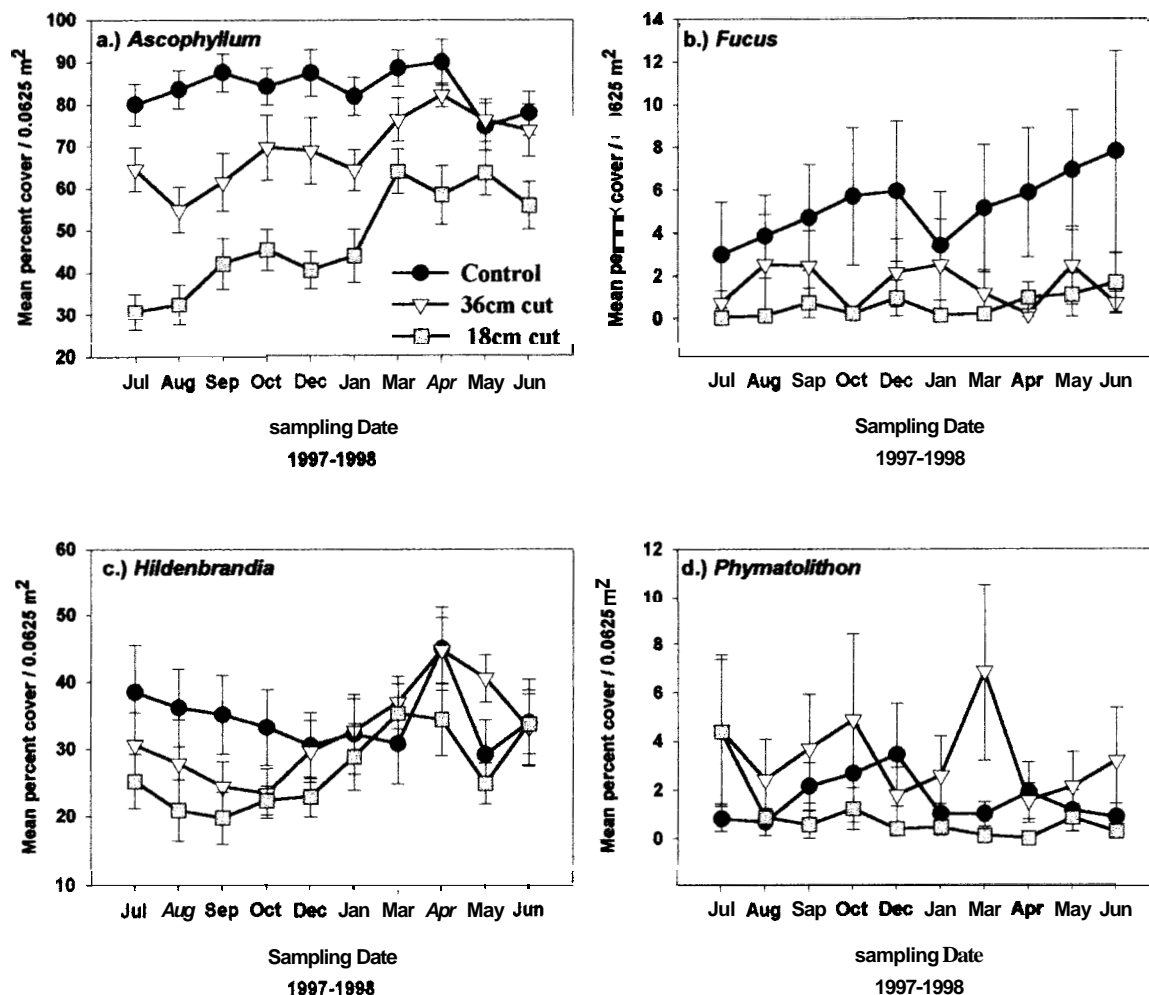 a.) Ascophyllum
Mean percent cover / 0.0625 m²
100
90
80
70
60
50
40
30
20
Control
36cm cut
18cm cut
Jul Aug Sep Oct Dec Jan Mar Apr May Jun
sampling Date
1997-1998
b.) Fucus
cover /
625 m²
14
12
10
8
6
4
2
0
Jul Aug Sap Oct Dec Jan Mar Apr May Jun
Sampling Date
1997-1998
c.) Hildenbrandia
Mean percent cover / 0.0625 m²
60
50
40
30
20
10
Jul Aug Sep Oct Dec Jan Mar Apr May Jun
Sampling Date
1997-1998
d.) Phymatolithon
Mean percent cover / 0.0625 m²
12
10
8
6
4
2
0
Jul Aug Sap Oct Dec Jan Mar Apr May Jun
sampling Date
1997-1998